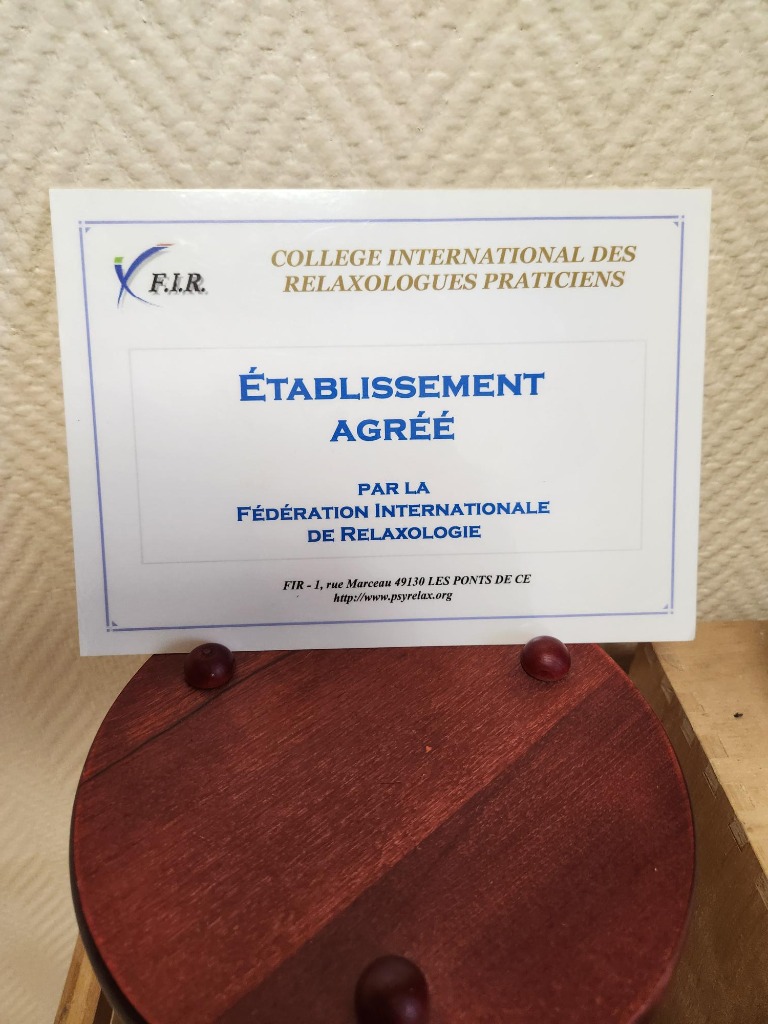 F.I.R.
COLLEGE INTERNATIONAL DES
RELAXOLOGUES PRATICIENS
ÉTABLISSEMENT
AGRÉÉ
PAR LA
FÉDÉRATION INTERNATIONALE
DE RELAXOLOGIE
FIR - 1, rue Marceau 49130 LES PONTS DE CE
http://www.psyrelax.org